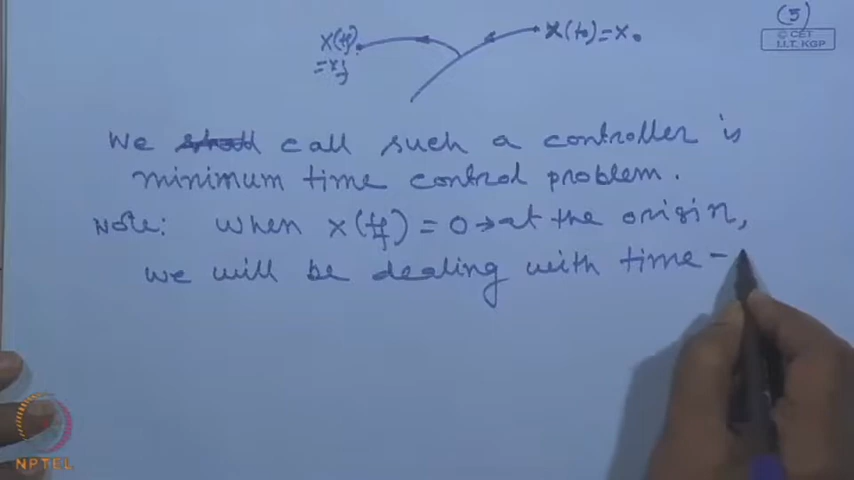 (5)
© CET
I.I.T. KGP
x(tf) = xf
x(t0) = x0
We shall call such a controller is
minimum time control problem.
Note: when x(tf) = 0 → at the origin,
we will be dealing with time -
NPTEL